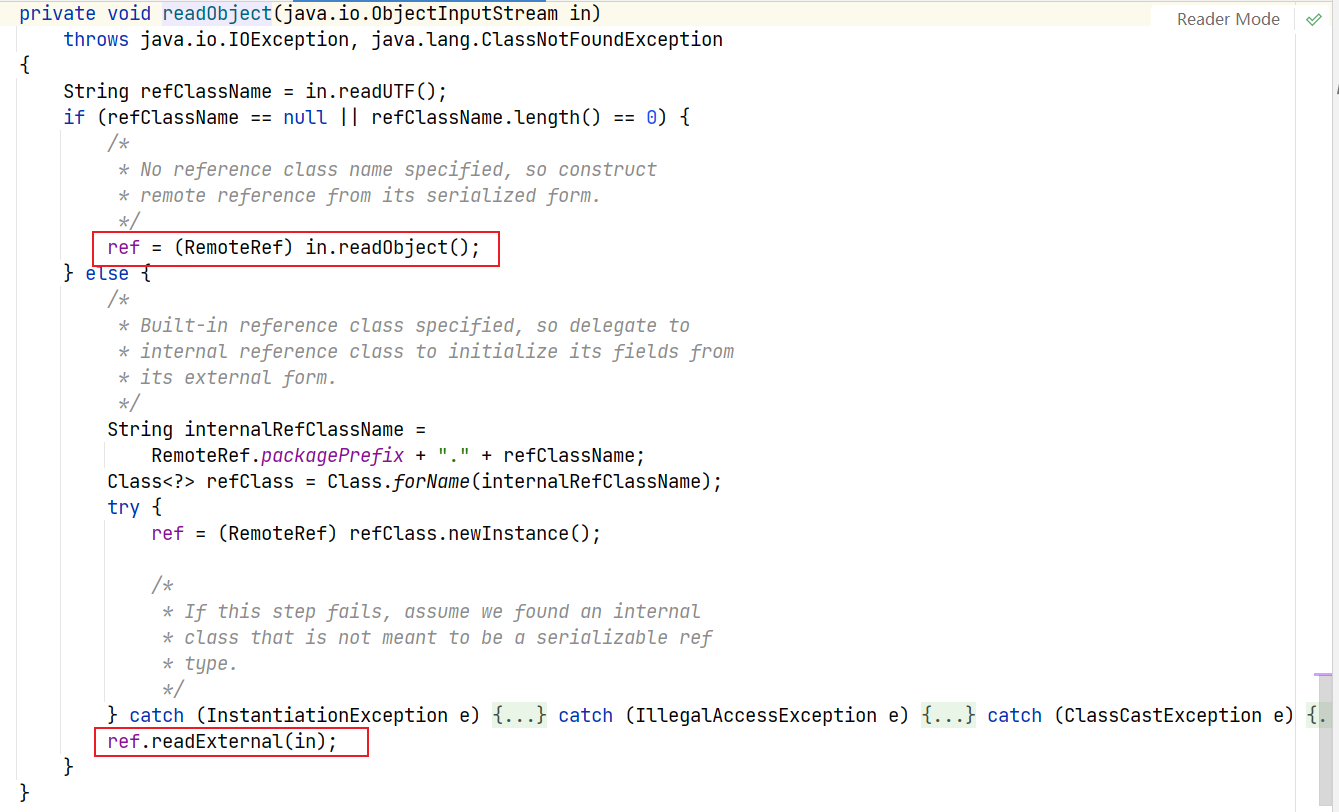 private void readObject(java.io.ObjectInputStream in)
Reader Mode
    throws java.io.IOException, java.lang.ClassNotFoundException
{
    String refClassName = in.readUTF();
    if (refClassName == null || refClassName.length() == 0) {
        /*
         * No reference class name specified, so construct
         * remote reference from its serialized form.
         */
        ref = (RemoteRef) in.readObject();
    } else {
        /*
         * Built-in reference class specified, so delegate to
         * internal reference class to initialize its fields from
         * its external form.
         */
        String internalRefClassName =
            RemoteRef.packagePrefix + "." + refClassName;
        Class<?> refClass = Class.forName(internalRefClassName);
        try {
            ref = (RemoteRef) refClass.newInstance();

            /*
             * If this step fails, assume we found an internal
             * class that is not meant to be a serializable ref
             * type.
             */
        } catch (InstantiationException e) {...} catch (IllegalAccessException e) {...} catch (ClassCastException e) {.
        ref.readExternal(in);
    }
}